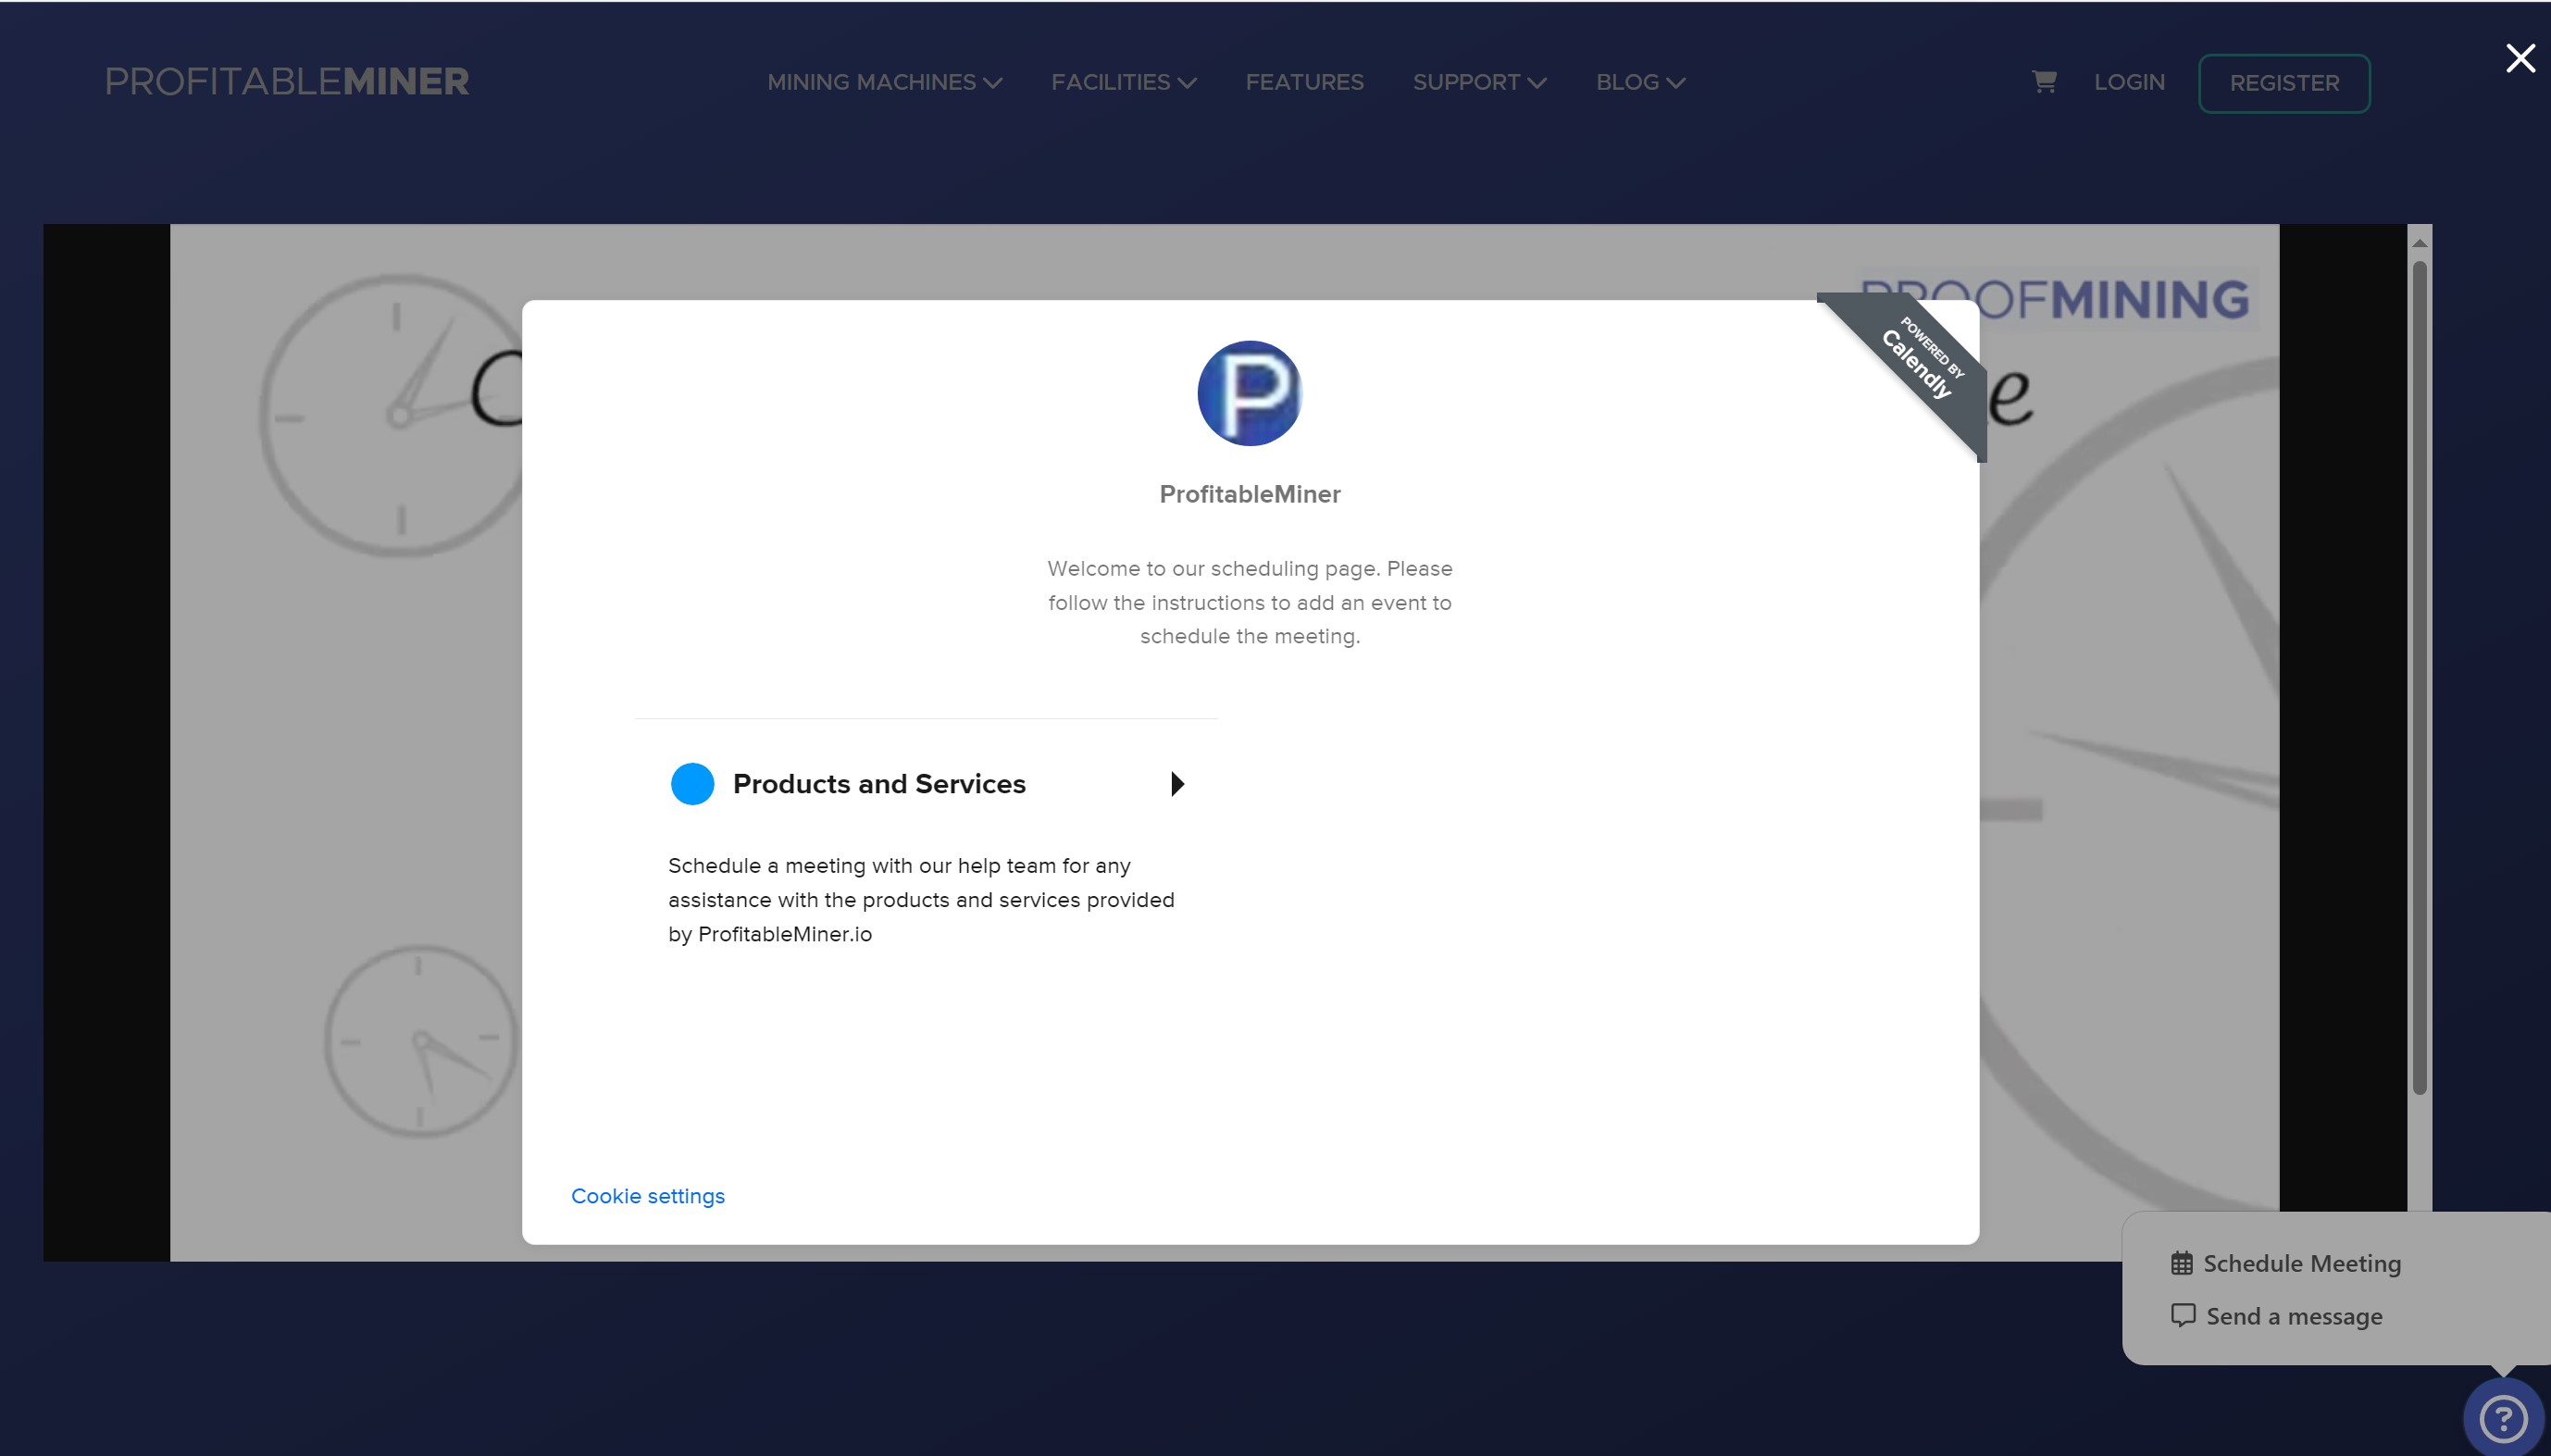 PROFITABLEMINER
MINING MACHINES
FACILITIES
FEATURES
SUPPORT
BLOG
LOGIN
REGISTER
PROOFMINING
POWERED BY
Calendly
ProfitableMiner
Welcome to our scheduling page. Please
follow the instructions to add an event to
schedule the meeting.
Products and Services
Schedule a meeting with our help team for any
assistance with the products and services provided
by ProfitableMiner.io
Cookie settings
Schedule Meeting
Send a message